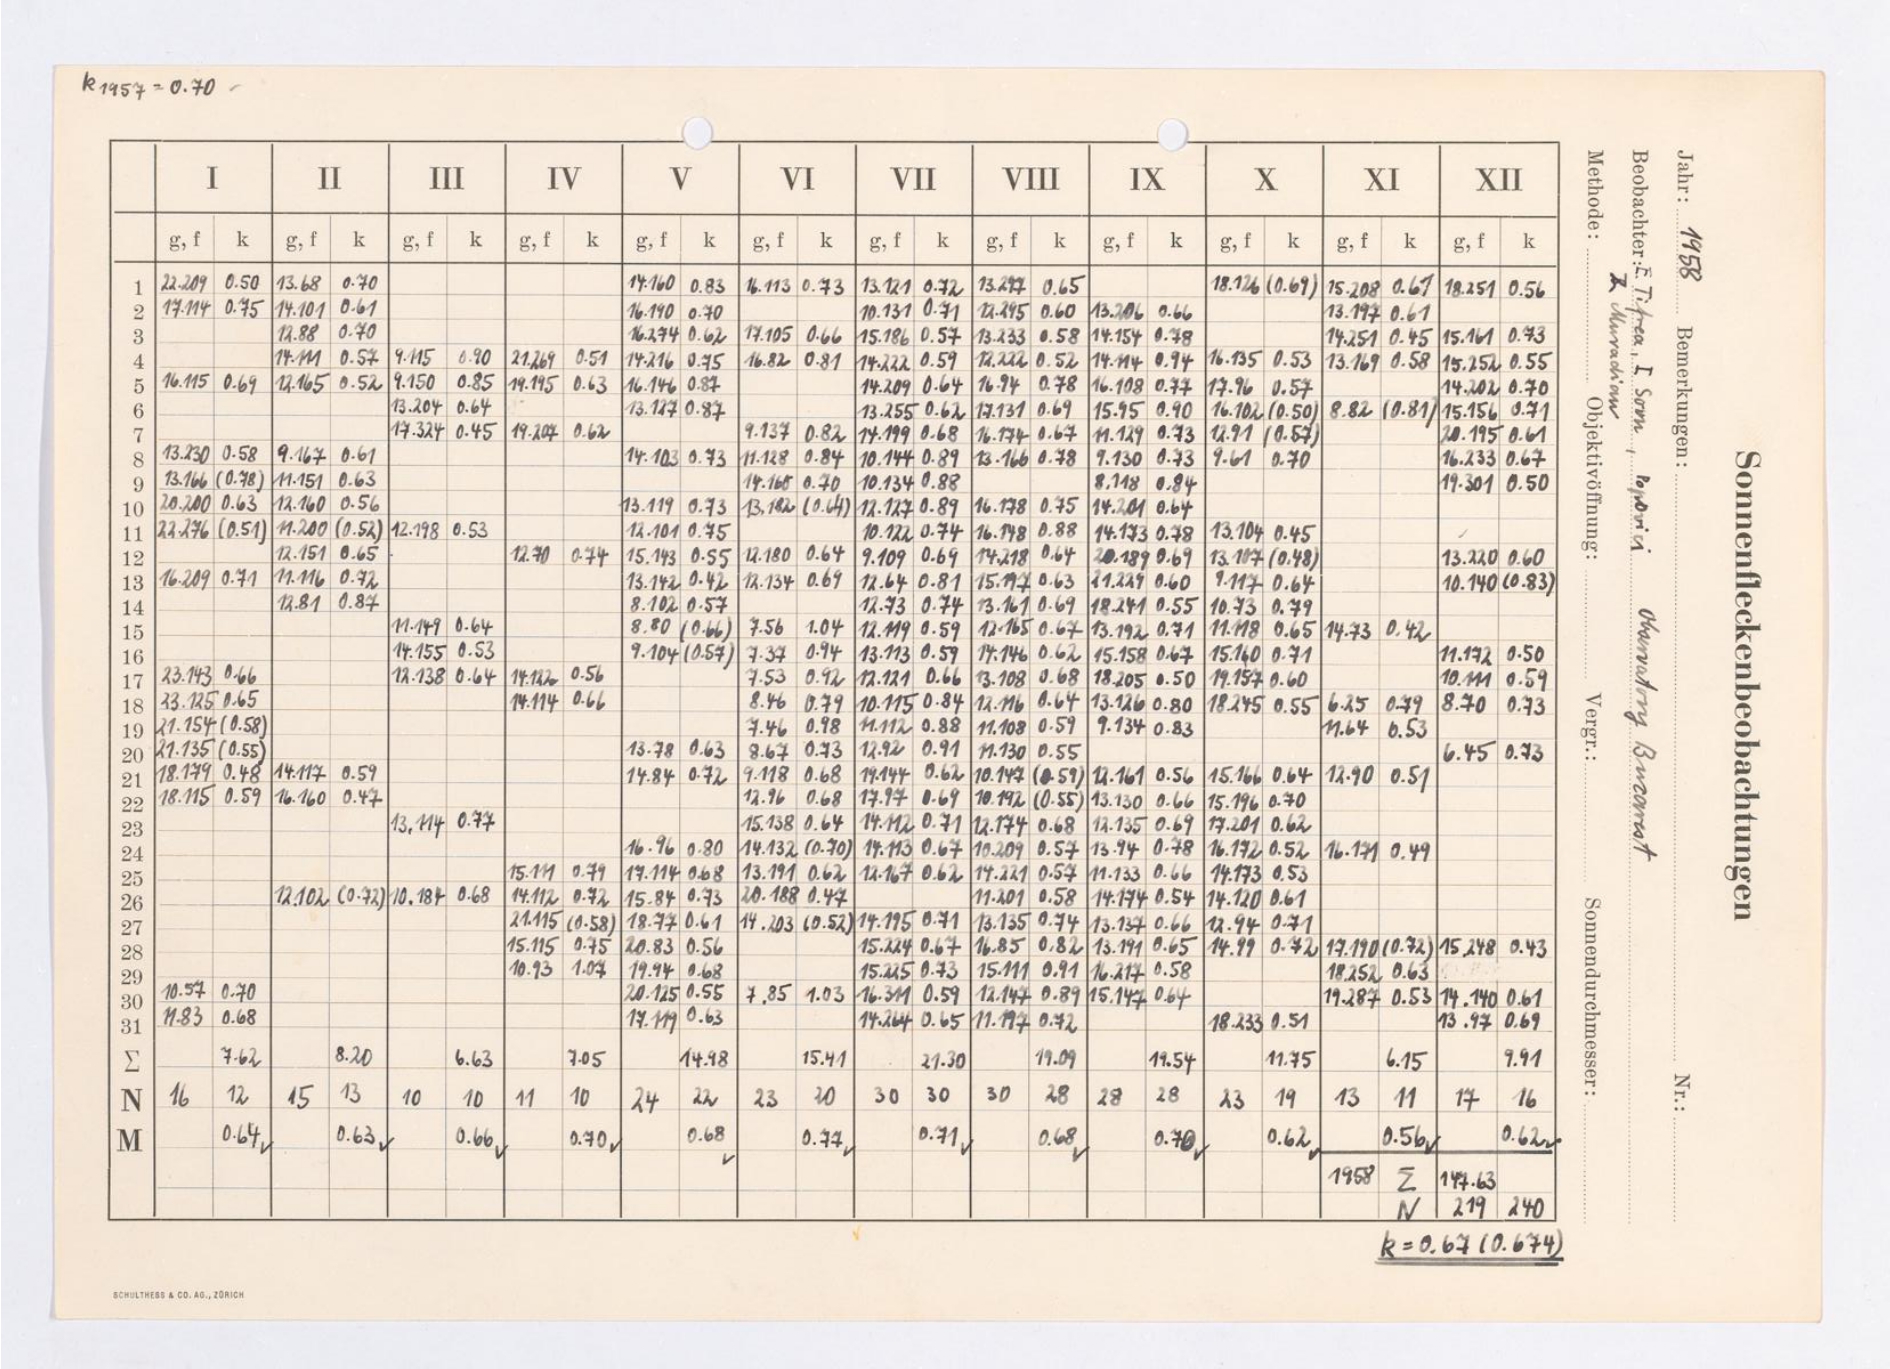 k 1957 = 0.70
I II III IV V VI VII VIII IX X XI XII
g, f k g, f k g, f k g, f k g, f k g, f k g, f k g, f k g, f k g, f k g, f k g, f k
1 22.209 0.50 13.68 0.70 14.160 0.83 16.113 0.73 13.121 0.72 13.247 0.65 18.126 (0.69) 15.208 0.67 18.251 0.56
2 17.114 0.75 14.101 0.61 16.190 0.70 10.131 0.71 12.295 0.60 13.206 0.66 13.197 0.61
3 12.88 0.70 16.274 0.62 17.105 0.66 15.186 0.57 13.233 0.58 14.154 0.78 14.251 0.45 15.161 0.73
4 14.111 0.57 9.115 0.90 21.269 0.51 14.216 0.75 16.82 0.81 14.222 0.59 12.222 0.52 14.114 0.94 16.135 0.53 13.169 0.58 15.252 0.55
5 16.115 0.69 12.165 0.52 9.150 0.85 19.195 0.63 16.146 0.87 14.209 0.64 16.94 0.78 16.108 0.77 17.96 0.57 14.202 0.70
6 13.204 0.64 13.127 0.87 13.255 0.62 17.131 0.69 15.95 0.90 16.102 (0.50) 8.82 (0.81) 15.156 0.71
7 17.324 0.45 19.207 0.62 9.137 0.82 14.199 0.68 16.174 0.67 11.129 0.73 12.91 (0.57) 20.195 0.61
8 13.230 0.58 9.167 0.61 14.103 0.73 11.128 0.84 10.144 0.89 13.166 0.78 9.130 0.73 9.61 0.70 16.233 0.67
9 13.166 (0.78) 11.151 0.63 14.168 0.70 10.134 0.88 8.118 0.84 19.301 0.50
10 20.200 0.63 12.160 0.56 13.119 0.73 13.182 (0.64) 12.127 0.89 16.178 0.75 14.201 0.64
11 22.276 (0.51) 11.200 (0.52) 12.198 0.53 12.101 0.75 10.122 0.74 16.148 0.88 14.173 0.78 13.104 0.45
12 12.151 0.65 12.70 0.74 15.143 0.55 12.180 0.64 9.109 0.69 14.218 0.64 20.189 0.69 13.107 (0.48) 13.220 0.60
13 16.209 0.71 11.116 0.72 13.142 0.42 12.134 0.69 12.64 0.81 15.197 0.63 21.229 0.60 9.117 0.64 10.140 (0.83)
14 12.81 0.87 8.102 0.57 12.73 0.74 13.161 0.69 18.241 0.55 10.73 0.79
15 11.149 0.64 8.80 (0.66) 7.56 1.04 12.119 0.59 12.165 0.67 13.192 0.71 11.118 0.65 14.73 0.42
16 14.155 0.53 9.104 (0.57) 7.37 0.94 13.113 0.59 14.146 0.62 15.158 0.67 15.160 0.71 11.172 0.50
17 23.143 0.66 12.138 0.64 14.122 0.56 7.53 0.92 12.121 0.66 13.108 0.68 18.205 0.50 19.157 0.60 10.111 0.59
18 23.125 0.65 14.114 0.66 8.46 0.79 10.115 0.84 12.116 0.64 13.126 0.80 18.245 0.55 6.25 0.79 8.70 0.73
19 21.154 (0.58) 7.46 0.98 11.112 0.88 11.108 0.59 9.134 0.83 11.64 0.53
20 21.135 (0.55) 13.78 0.63 8.67 0.73 12.92 0.91 11.130 0.55 6.45 0.73
21 18.179 0.48 14.117 0.59 14.84 0.72 9.118 0.68 19.144 0.62 10.147 (0.59) 12.161 0.56 15.166 0.64 12.90 0.51
22 18.115 0.59 16.160 0.47 12.96 0.68 17.97 0.69 10.192 (0.55) 13.130 0.66 15.196 0.70
23 13.114 0.77 15.138 0.64 14.112 0.71 12.174 0.68 12.135 0.69 17.201 0.62
24 16.96 0.80 14.132 (0.70) 14.113 0.67 10.209 0.57 13.94 0.78 16.172 0.52 16.171 0.49
25 15.111 0.79 17.114 0.68 13.191 0.62 12.167 0.62 14.221 0.57 11.133 0.66 14.173 0.53
26 12.102 (0.72) 10.184 0.68 14.112 0.72 15.84 0.73 20.188 0.47 11.201 0.58 14.174 0.54 14.120 0.61
27 21.115 (0.58) 18.77 0.61 14.203 (0.52) 14.195 0.71 13.135 0.74 13.137 0.66 12.94 0.71
28 15.115 0.75 20.83 0.56 15.224 0.67 16.85 0.82 13.191 0.65 14.99 0.72 17.190 (0.72) 15.248 0.43
29 10.93 1.07 19.94 0.68 15.225 0.73 15.111 0.91 16.217 0.58 18.252 0.63
30 10.57 0.70 20.125 0.55 7.85 1.03 16.311 0.59 12.147 0.89 15.147 0.64 19.287 0.53 14.140 0.61
31 11.83 0.68 17.119 0.63 14.264 0.65 11.197 0.72 18.233 0.51 13.97 0.69
Σ 7.62 8.20 6.63 7.05 14.98 15.41 21.30 19.09 19.54 11.75 6.15 9.91
N 16 12 15 13 10 10 11 10 24 22 23 20 30 30 30 28 28 28 23 19 13 11 17 16
M 0.64 0.63 0.66 0.70 0.68 0.77 0.71 0.68 0.70 0.62 0.56 0.62
1958 Σ 147.63
N 219 240
k = 0.67 (0.674)
SCHULTHESS & CO. AG., ZÜRICH
Sonnenfleckenbeobachtungen
Jahr: 1958 Bemerkungen: Nr.:
Beobachter: E. Tifrea, I Som, Popovici Observatory Bucarest
Z Muradian
Methode: Objektivöffnung: Vergr.: Sonnendurchmesser: